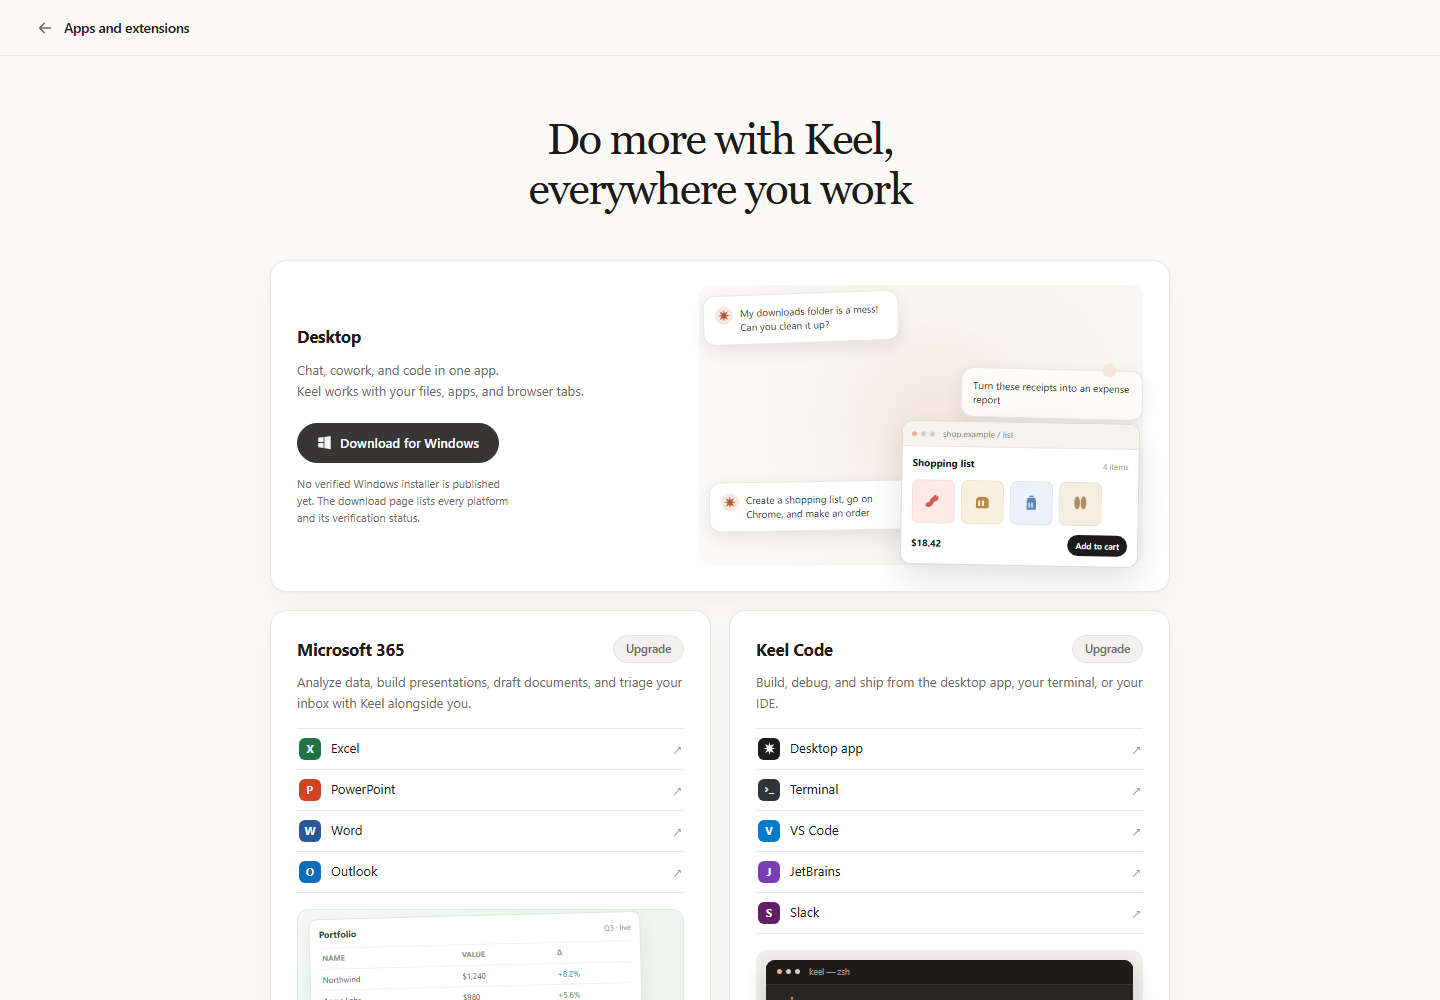 Apps and extensions
Do more with Keel,
everywhere you work
Desktop
Chat, cowork, and code in one app.
Keel works with your files, apps, and browser tabs.
Download for Windows
No verified Windows installer is published
yet. The download page lists every platform
and its verification status.
My downloads folder is a mess!
Can you clean it up?
Turn these receipts into an expense
report
shop.example / list
Shopping list
4 items
$18.42
Add to cart
Create a shopping list, go on
Chrome, and make an order
Microsoft 365
Upgrade
Analyze data, build presentations, draft documents, and triage your
inbox with Keel alongside you.
X Excel
P PowerPoint
W Word
O Outlook
Portfolio
Q3 · live
NAME VALUE Δ
Northwind $1,240 +8.2%
$980 +5.6%
Keel Code
Upgrade
Build, debug, and ship from the desktop app, your terminal, or your
IDE.
Desktop app
>_ Terminal
V VS Code
J JetBrains
S Slack
keel — zsh